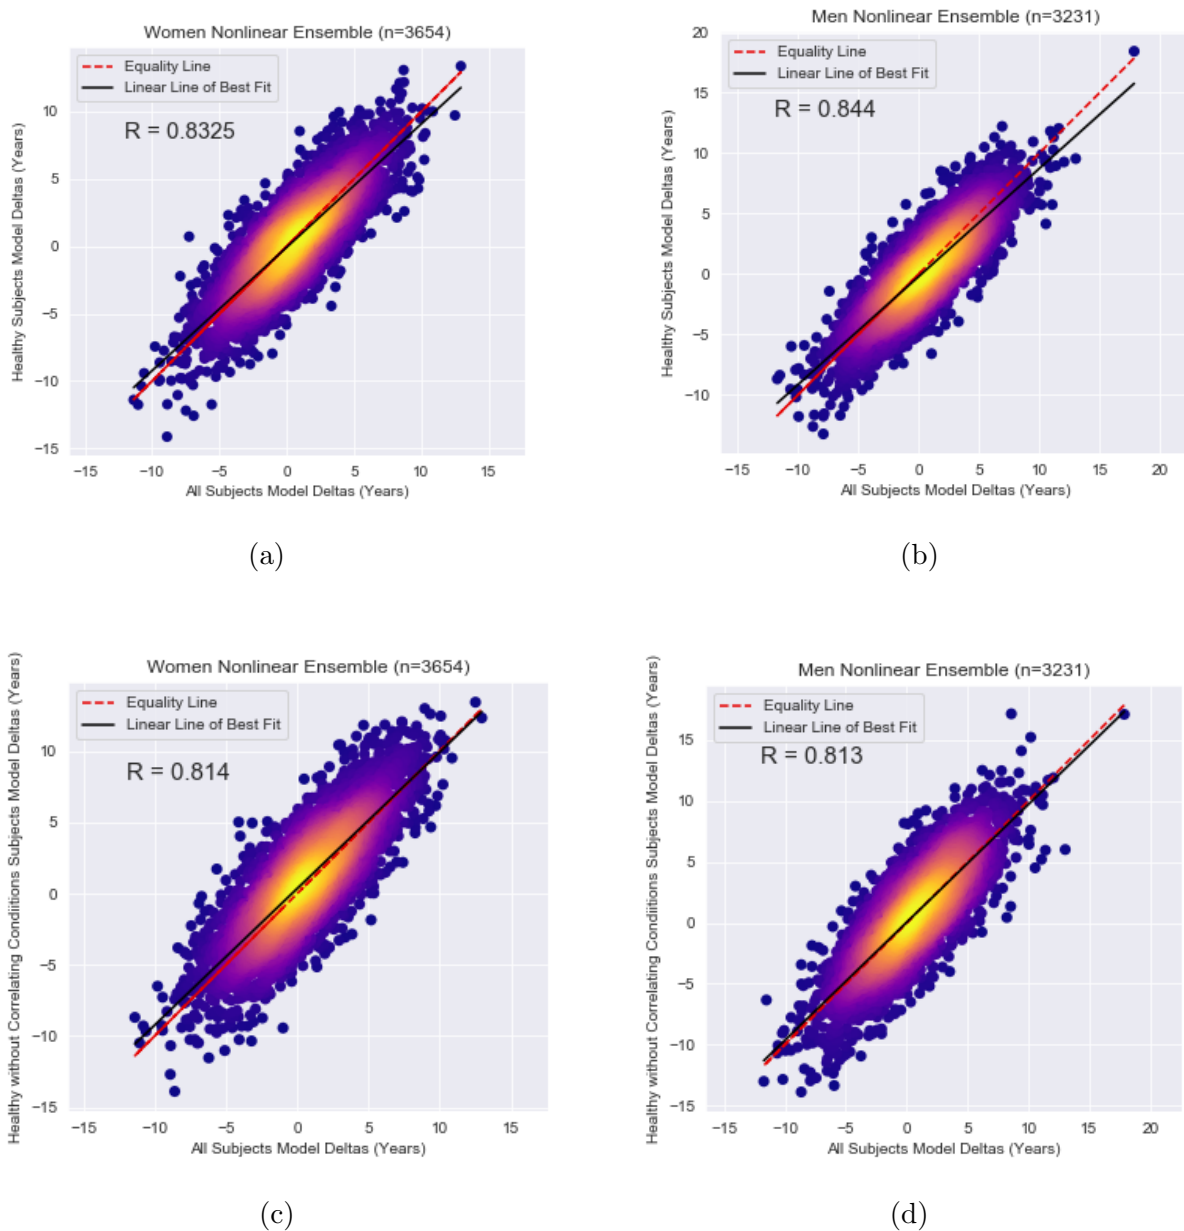 Women Nonlinear Ensemble (n=3654)
Equality Line
Linear Line of Best Fit
R = 0.8325
Healthy Subjects Model Deltas (Years)
10
5
0
−5
−10
−15
−15 −10 −5 0 5 10 15
All Subjects Model Deltas (Years)
(a)
Men Nonlinear Ensemble (n=3231)
Equality Line
Linear Line of Best Fit
R = 0.844
Healthy Subjects Model Deltas (Years)
20
15
10
5
0
−5
−10
−15 −10 −5 0 5 10 15 20
All Subjects Model Deltas (Years)
(b)
Women Nonlinear Ensemble (n=3654)
Equality Line
Linear Line of Best Fit
R = 0.814
Healthy without Correlating Condiitions Subjects Model Deltas (Years)
10
5
0
−5
−10
−15
−15 −10 −5 0 5 10 15
All Subjects Model Deltas (Years)
(c)
Men Nonlinear Ensemble (n=3231)
Equality Line
Linear Line of Best Fit
R = 0.813
Healthy without Correlating Condiitions Subjects Model Deltas (Years)
15
10
5
0
−5
−10
−15
−15 −10 −5 0 5 10 15 20
All Subjects Model Deltas (Years)
(d)